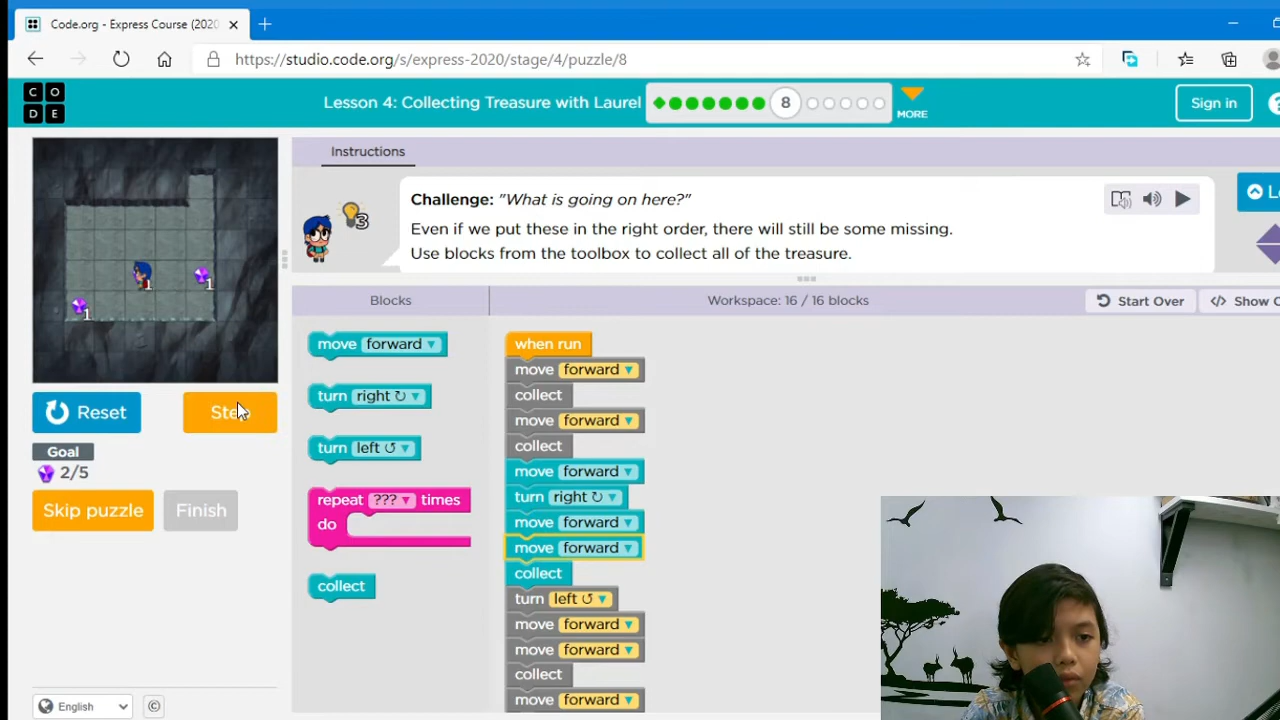 Code.org - Express Course (2020
https://studio.code.org/s/express-2020/stage/4/puzzle/8
C O
D E
Lesson 4: Collecting Treasure with Laurel
8
MORE
Sign in
?
Instructions
3
Challenge: "What is going on here?"
Even if we put these in the right order, there will still be some missing.
Use blocks from the toolbox to collect all of the treasure.
1
1
1
Reset
Goal
2/5
Skip puzzle
Finish
English
©
Blocks
move forward
turn right
turn left
repeat ??? times
do
collect
Workspace: 16 / 16 blocks
Start Over
</> Show
when run
move forward
collect
move forward
collect
move forward
turn right
move forward
move forward
collect
turn left
move forward
move forward
collect
move forward